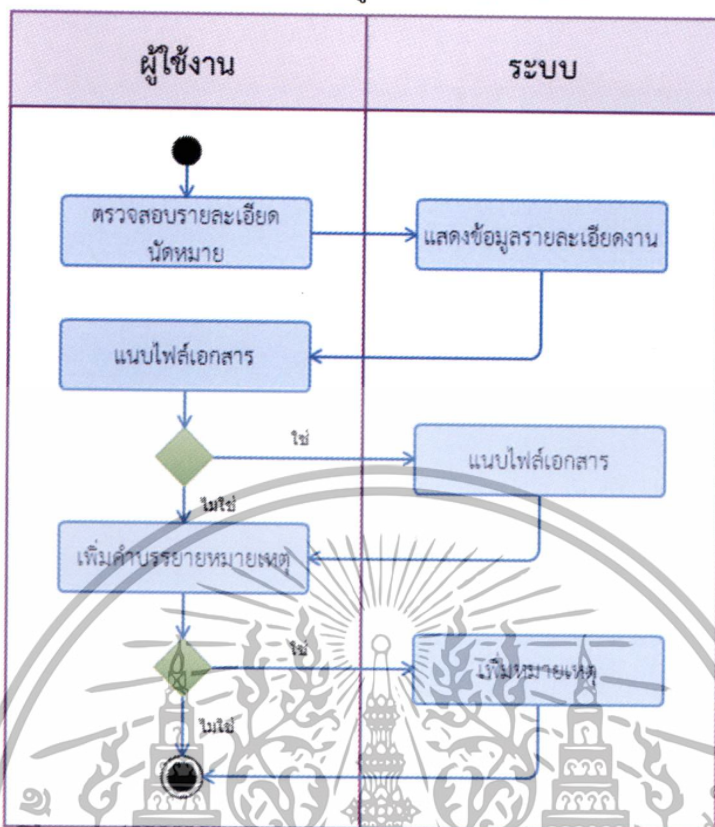 ผู้ใช้งาน
ระบบ
ตรวจสอบรายละเอียด
นัดหมาย
แสดงข้อมูลรายละเอียดงาน
แนบไฟล์เอกสาร
ใช่
แนบไฟล์เอกสาร
ไม่ใช่
เพิ่มคำบรรยายหมายเหตุ
ใช่
เพิ่มหมายเหตุ
ไม่ใช่